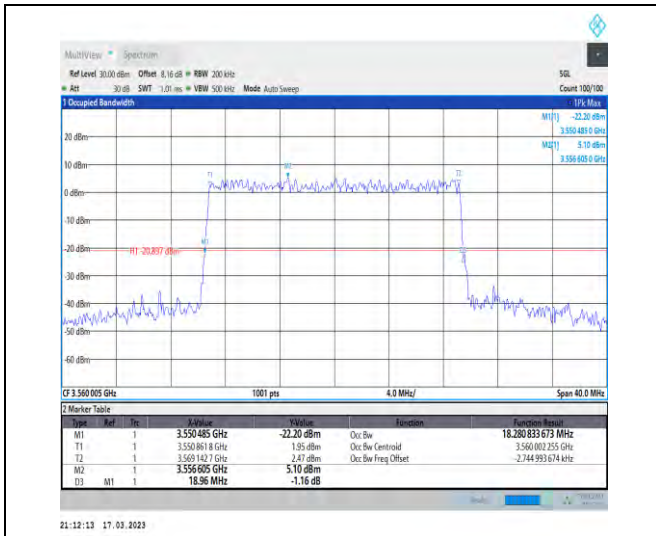 MultiView Spectrum
Ref Level 30.00 dBm Offset 8.16 dB RBW 200 kHz SGL
Att 30 dB SWT 1.01 ms VBW 500 kHz Mode Auto Sweep Count 100/100
1 Occupied Bandwidth 1Pk Max
M1[1] -22.20 dBm
3.550 485 0 GHz
M2[1] 5.10 dBm
3.556 605 0 GHz
20 dBm
10 dBm
T1 M2 T2
0 dBm
-10 dBm
-20 dBm
M1
H1 -20.897 dBm
-30 dBm
-40 dBm
-50 dBm
-60 dBm
CF 3.560 005 GHz 1001 pts 4.0 MHz/ Span 40.0 MHz
2 Marker Table
Type Ref Trc X-Value Y-Value Function Function Result
M1 1 3.550 485 GHz -22.20 dBm Occ Bw 18.280 833 673 MHz
T1 1 3.550 861 8 GHz 1.95 dBm Occ Bw Centroid 3.560 002 255 GHz
T2 1 3.569 142 7 GHz 2.47 dBm Occ Bw Freq Offset -2.744 993 674 kHz
M2 1 3.556 605 GHz 5.10 dBm
D3 M1 1 18.96 MHz -1.16 dB
21:12:13 17.03.2023